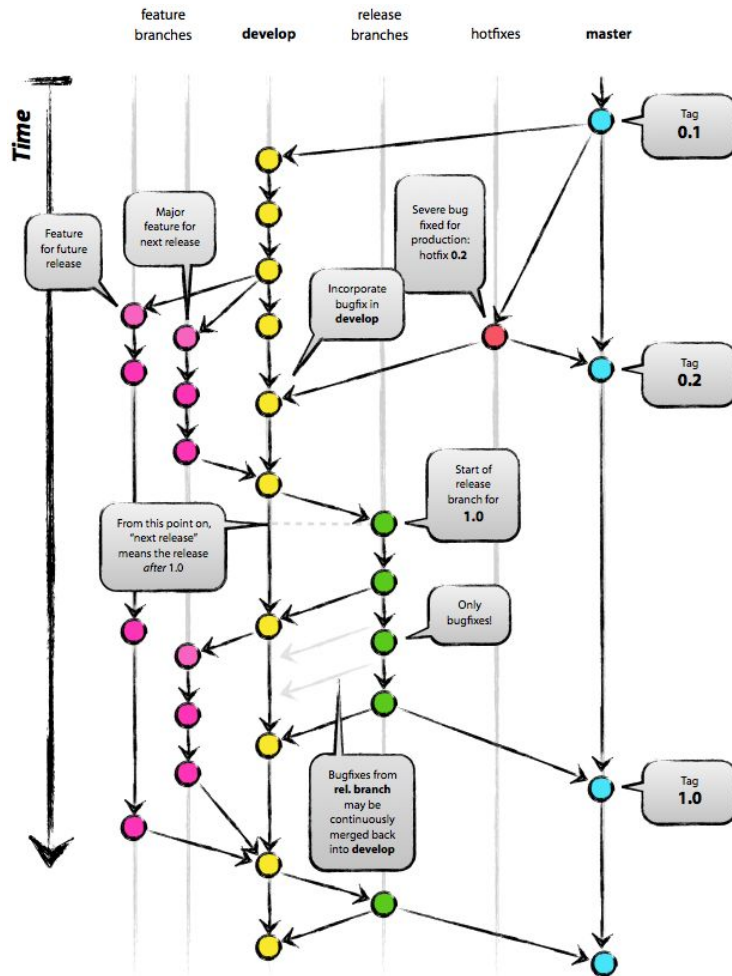 feature
branches
develop
release
branches
hotfixes
master
Time
Tag
0.1
Major
feature for
next release
Severe bug
fixed for
production:
hotfix 0.2
Feature
for future
release
Incorporate
bugfix in
develop
Tag
0.2
Start of
release
branch for
1.0
From this point on,
“next release”
means the release
after 1.0
Only
bugfixes!
Bugfixes from
rel. branch
may be
continuously
merged back
into develop
Tag
1.0